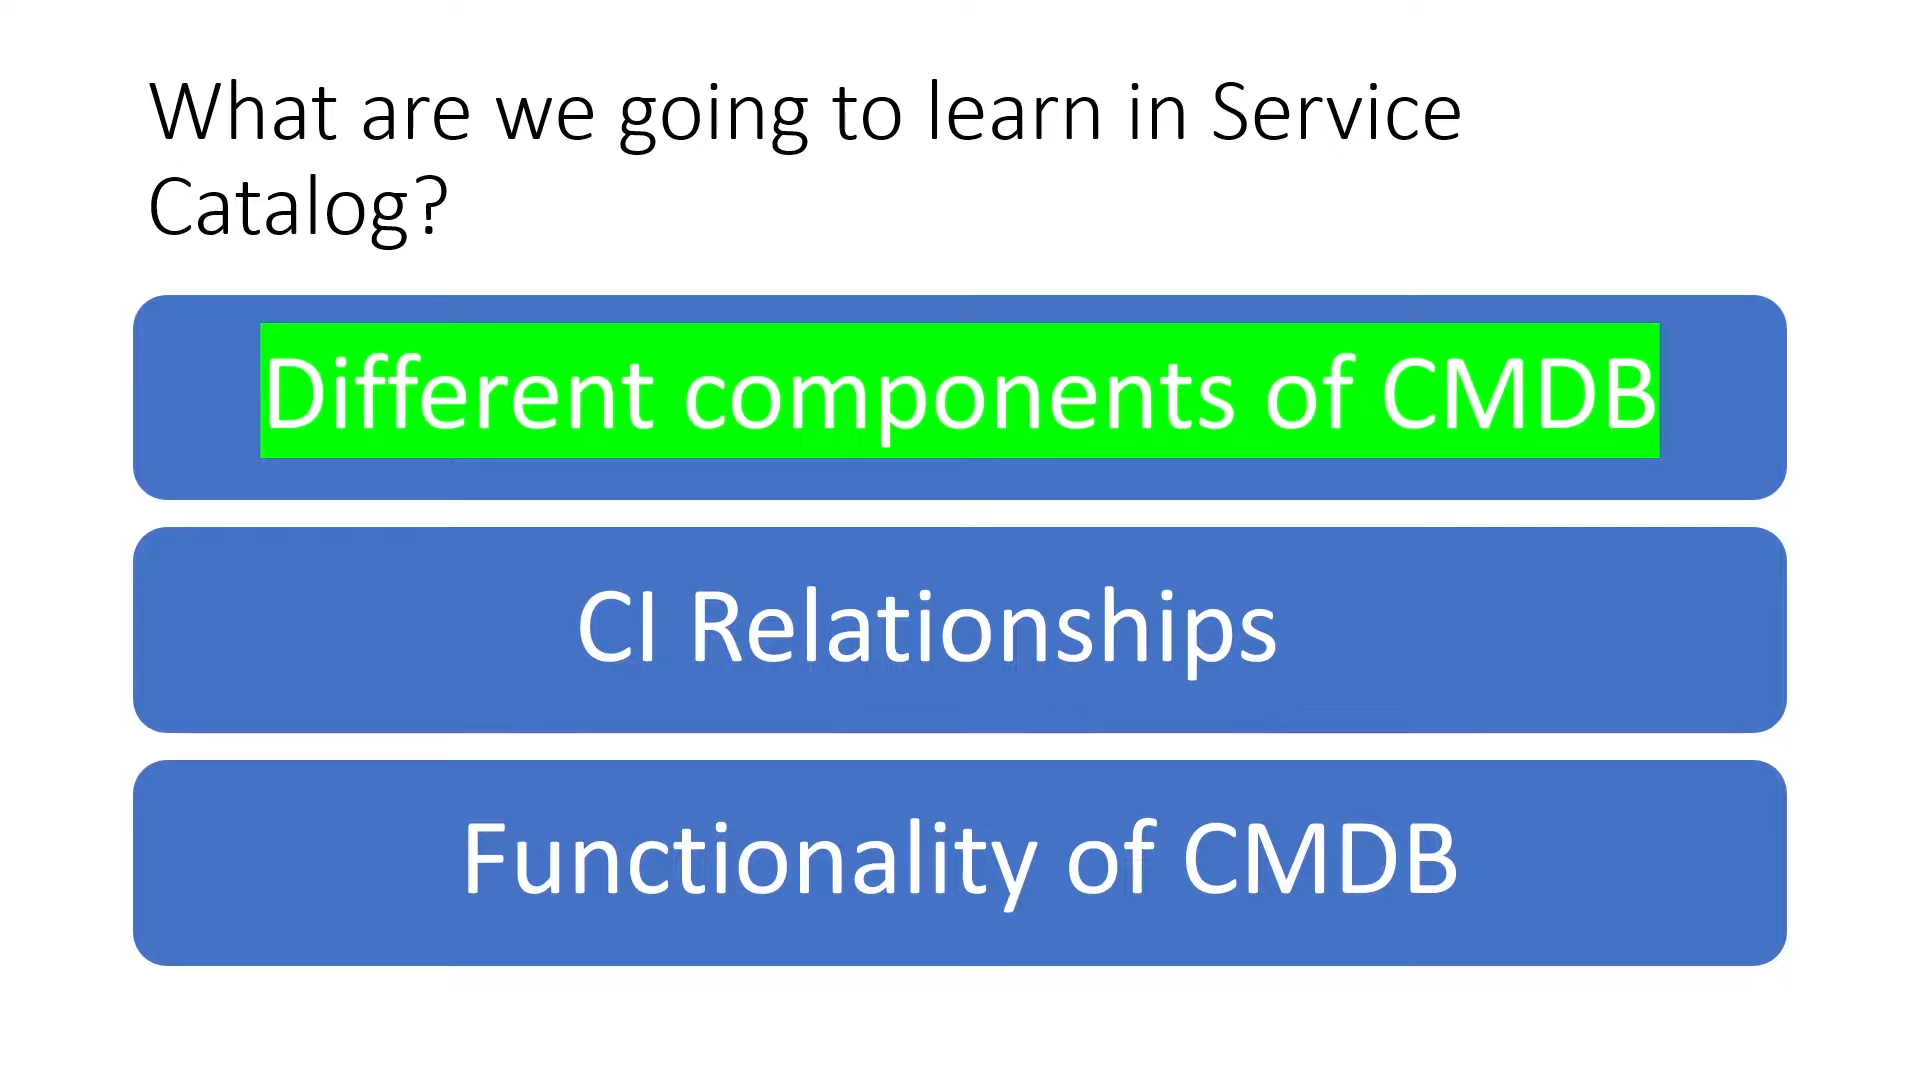 What are we going to learn in Service
Catalog?
Different components of CMDB
CI Relationships
Functionality of CMDB